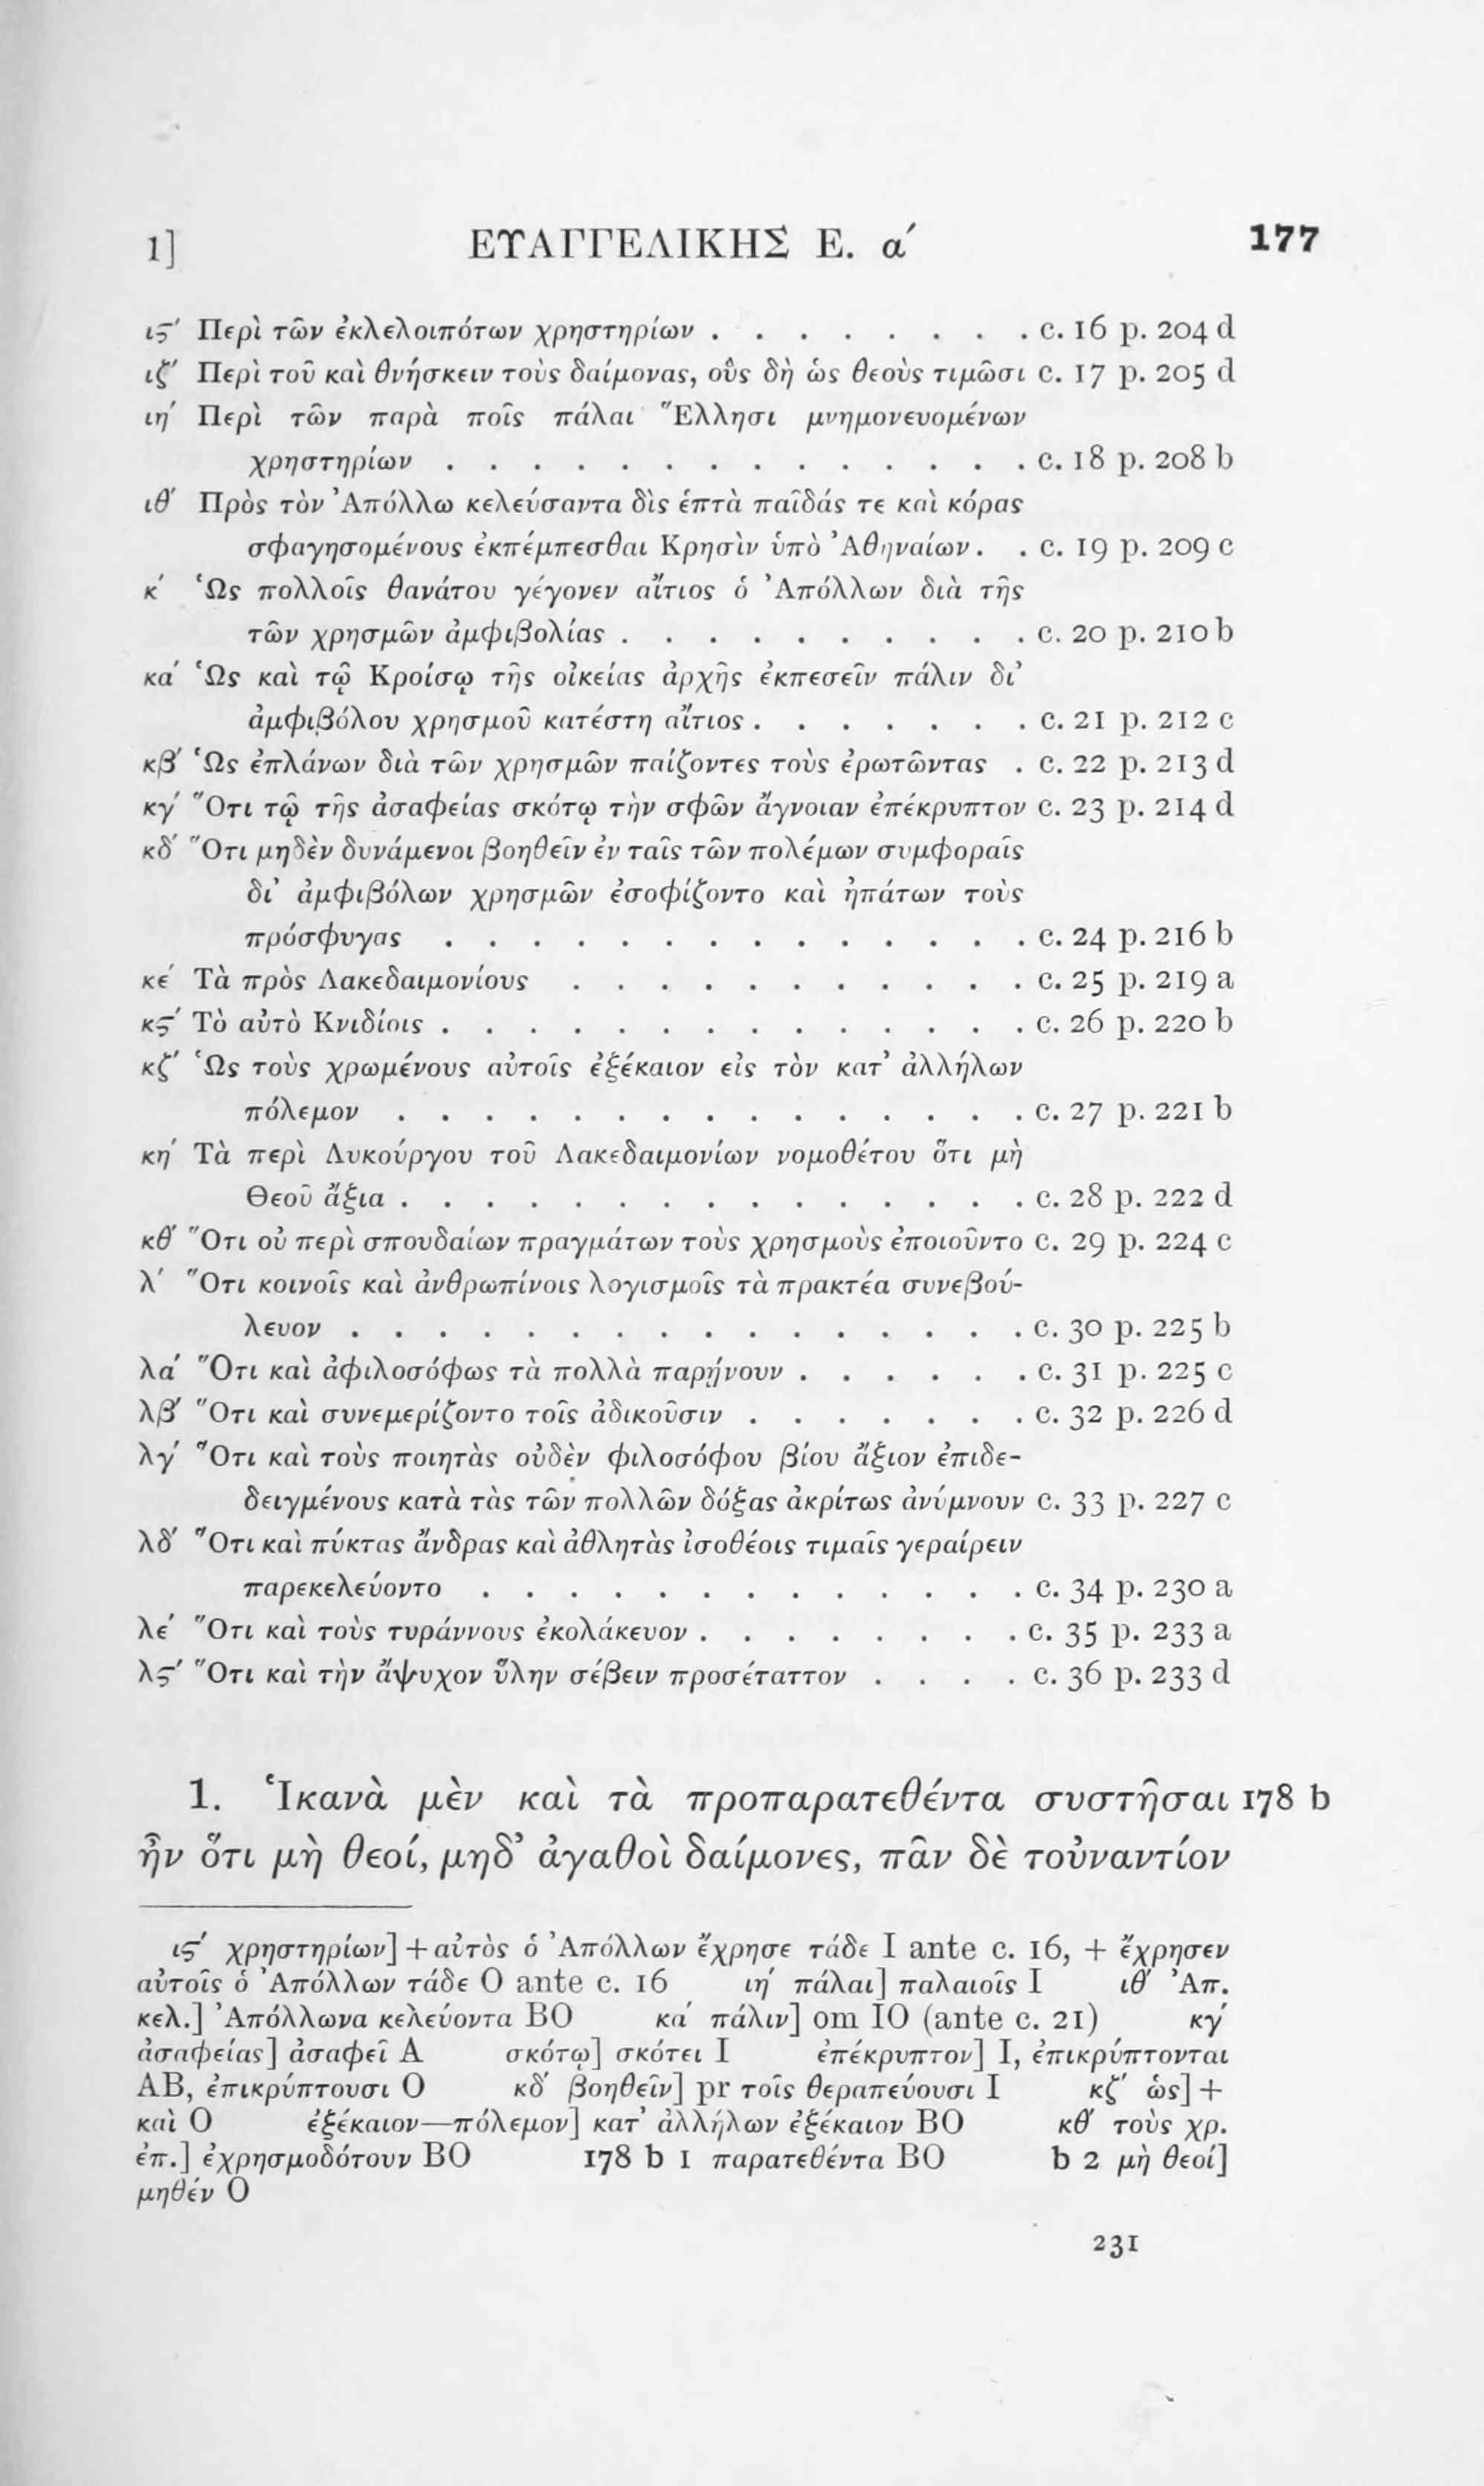 1]	ΕΥΑΓΓΕΛΙΚΗΣ Ε. α΄	177
ιϛ΄ Περὶ τῶν ἐκλελοιπότων χρηστηρίων . . . . . . . . c. 16 p. 204 d
ιζ΄ Περὶ τοῦ καὶ θνήσκειν τοὺς δαίμονας, οὓς δὴ ὡς θεοὺς τιμῶσι c. 17 p. 205 d
ιη΄ Περὶ τῶν παρὰ ποῖς πάλαι Ἕλλησι μνημονευομένων
χρηστηρίων . . . . . . . . . . . . . . c. 18 p. 208 b
ιθ΄ Πρὸς τὸν Ἀπόλλω κελεύσαντα δὶς ἑπτὰ παῖδάς τε καὶ κόρας
σφαγησομένους ἐκπέμπεσθαι Κρησὶν ὑπὸ Ἀθηναίων . . c. 19 p. 209 c
κ΄ Ὡς πολλοῖς θανάτου γέγονεν αἴτιος ὁ Ἀπόλλων διὰ τῆς
τῶν χρησμῶν ἀμφιβολίας . . . . . . . . . . c. 20 p. 210 b
κα΄ Ὡς καὶ τῷ Κροίσῳ τῆς οἰκείας ἀρχῆς ἐκπεσεῖν πάλιν δι᾽
ἀμφιβόλου χρησμοῦ κατέστη αἴτιος . . . . . . . c. 21 p. 212 c
κβ΄ Ὡς ἐπλάνων διὰ τῶν χρησμῶν παίζοντες τοὺς ἐρωτῶντας . c. 22 p. 213 d
κγ΄ Ὅτι τῷ τῆς ἀσαφείας σκότῳ τὴν σφῶν ἄγνοιαν ἐπέκρυπτον c. 23 p. 214 d
κδ΄ Ὅτι μηδὲν δυνάμενοι βοηθεῖν ἐν ταῖς τῶν πολέμων συμφοραῖς
δι᾽ ἀμφιβόλων χρησμῶν ἐσοφίζοντο καὶ ἠπάτων τοὺς
πρόσφυγας . . . . . . . . . . . . . . c. 24 p. 216 b
κε΄ Τὰ πρὸς Λακεδαιμονίους . . . . . . . . . . . c. 25 p. 219 a
κϛ΄ Τὸ αὐτὸ Κνιδίοις . . . . . . . . . . . . . . c. 26 p. 220 b
κζ΄ Ὡς τοὺς χρωμένους αὐτοῖς ἐξέκαιον εἰς τὸν κατ᾽ ἀλλήλων
πόλεμον . . . . . . . . . . . . . . . c. 27 p. 221 b
κη΄ Τὰ περὶ Λυκούργου τοῦ Λακεδαιμονίων νομοθέτου ὅτι μὴ
Θεοῦ ἄξια . . . . . . . . . . . . . . . c. 28 p. 222 d
κθ΄ Ὅτι οὐ περὶ σπουδαίων πραγμάτων τοὺς χρησμοὺς ἐποιοῦντο c. 29 p. 224 c
λ΄ Ὅτι κοινοῖς καὶ ἀνθρωπίνοις λογισμοῖς τὰ πρακτέα συνεβού-
λευον . . . . . . . . . . . . . . . . c. 30 p. 225 b
λα΄ Ὅτι καὶ ἀφιλοσόφως τὰ πολλὰ παρῄνουν . . . . . . c. 31 p. 225 c
λβ΄ Ὅτι καὶ συνεμερίζοντο τοῖς ἀδικοῦσιν . . . . . . . c. 32 p. 226 d
λγ΄ Ὅτι καὶ τοὺς ποιητὰς οὐδὲν φιλοσόφου βίου ἄξιον ἐπιδε-
δειγμένους κατὰ τὰς τῶν πολλῶν δόξας ἀκρίτως ἀνύμνουν c. 33 p. 227 c
λδ΄ Ὅτι καὶ πύκτας ἄνδρας καὶ ἀθλητὰς ἰσοθέοις τιμαῖς γεραίρειν
παρεκελεύοντο . . . . . . . . . . . . . c. 34 p. 230 a
λε΄ Ὅτι καὶ τοὺς τυράννους ἐκολάκευον . . . . . . . . c. 35 p. 233 a
λϛ΄ Ὅτι καὶ τὴν ἄψυχον ὕλην σέβειν προσέταττον . . . . c. 36 p. 233 d
1. Ἱκανὰ μὲν καὶ τὰ προπαρατεθέντα συστῆσαι 178 b
ἦν ὅτι μὴ θεοί, μηδ᾽ ἀγαθοὶ δαίμονες, πᾶν δὲ τοὐναντίον
ιϛ΄ χρηστηρίων] + αὐτὸς ὁ Ἀπόλλων ἔχρησε τάδε I ante c. 16, + ἔχρησεν
αὐτοῖς ὁ Ἀπόλλων τάδε O ante c. 16 ιη΄ πάλαι] παλαιοῖς I ιθ΄ Ἀπ.
κελ.] Ἀπόλλωνα κελεύοντα BO κα΄ πάλιν] om IO (ante c. 21) κγ΄
ἀσαφείας] ἀσαφεῖ A σκότῳ] σκότει I ἐπέκρυπτον] I, ἐπικρύπτονται
AB, ἐπικρύπτουσι O κδ΄ βοηθεῖν] pr τοῖς θεραπεύουσι I κζ΄ ὡς] +
καὶ O ἐξέκαιον—πόλεμον] κατ᾽ ἀλλήλων ἐξέκαιον BO κθ΄ τοὺς χρ.
ἐπ.] ἐχρησμοδότουν BO 178 b 1 παρατεθέντα BO b 2 μὴ θεοί]
μηθέν O
231